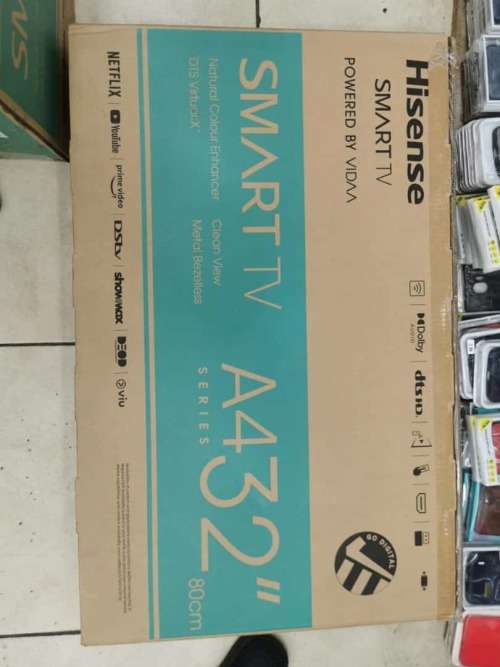 Hisense
SMART TV
POWERED BY VIDAA
Dolby
AUDIO
dts HD
GO DIGITAL
SMART TV
Natural Colour Enhancer
Clean View
DTS VirtualX™
Metal Bezelless
A4
SERIES
32"
80cm
NETFLIX
YouTube
prime video
DStv
showmax
DEOD
viu